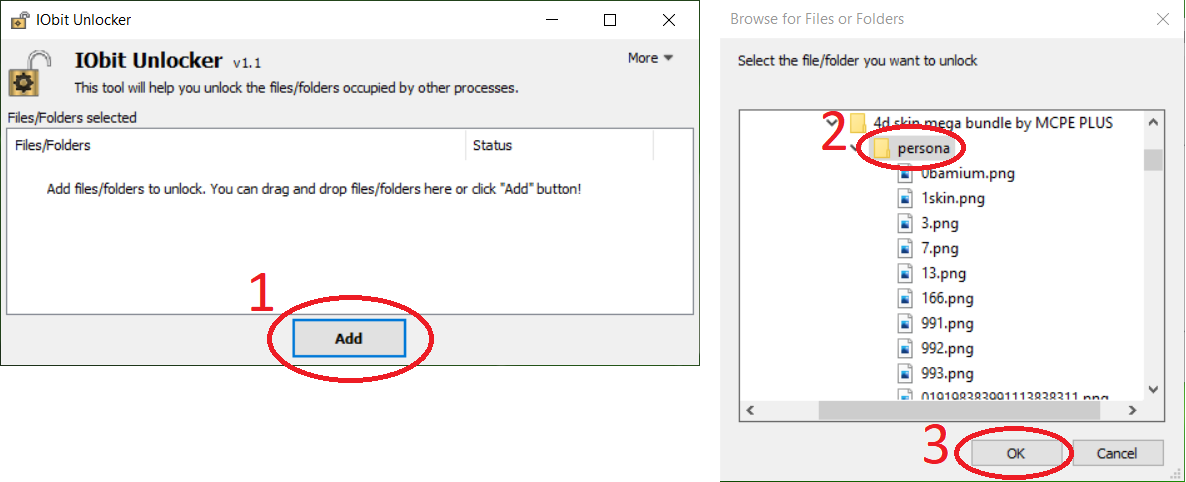 IObit Unlocker
IObit Unlocker v1.1
More
This tool will help you unlock the files/folders occupied by other processes.
Files/Folders selected
Files/Folders Status
Add files/folders to unlock. You can drag and drop files/folders here or click "Add" button!
1
Add
Browse for Files or Folders
Select the file/folder you want to unlock
4d skin mega bundle by MCPE PLUS
2
persona
0bamium.png
1skin.png
3.png
7.png
13.png
166.png
991.png
992.png
993.png
3
OK Cancel